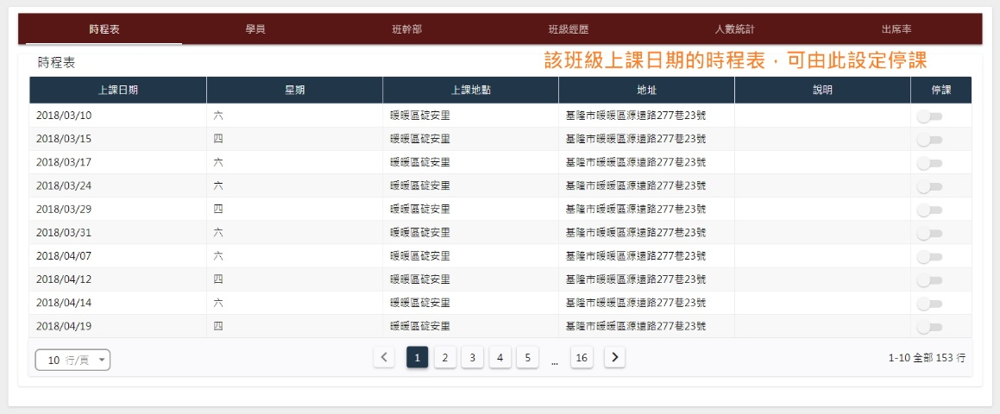 時程表 學員 班幹部 班級經歷 人數統計 出席率
時程表
該班級上課日期的時程表，可由此設定停課
上課日期 星期 上課地點 地址 說明 停課
2018/03/10 六 暖暖區碇安里 基隆市暖暖區源遠路277巷23號
2018/03/15 四 暖暖區碇安里 基隆市暖暖區源遠路277巷23號
2018/03/17 六 暖暖區碇安里 基隆市暖暖區源遠路277巷23號
2018/03/24 六 暖暖區碇安里 基隆市暖暖區源遠路277巷23號
2018/03/29 四 暖暖區碇安里 基隆市暖暖區源遠路277巷23號
2018/03/31 六 暖暖區碇安里 基隆市暖暖區源遠路277巷23號
2018/04/07 六 暖暖區碇安里 基隆市暖暖區源遠路277巷23號
2018/04/12 四 暖暖區碇安里 基隆市暖暖區源遠路277巷23號
2018/04/14 六 暖暖區碇安里 基隆市暖暖區源遠路277巷23號
2018/04/19 四 暖暖區碇安里 基隆市暖暖區源遠路277巷23號
10 行/頁 1 2 3 4 5 ... 16 1-10 全部 153 行